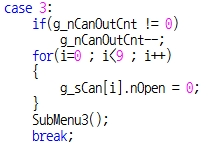 case 3:
    if(g_nCanOutCnt != 0)
        g_nCanOutCnt--;
    for(i=0 ; i<9 ; i++)
    {
        g_sCan[i].nOpen = 0;
    }
    SubMenu3();
    break;